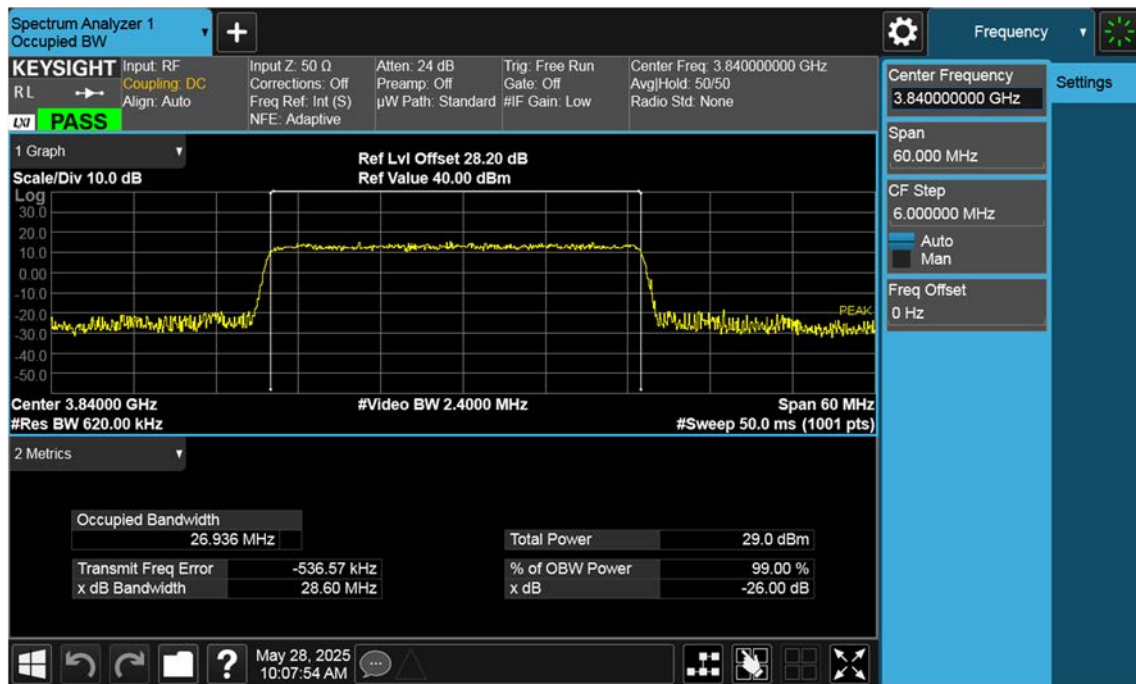 Spectrum Analyzer 1
Occupied BW
+
Frequency
KEYSIGHT
R L
LXI
PASS
Input: RF
Coupling: DC
Align: Auto
Input Z: 50 Ω
Corrections: Off
Freq Ref: Int (S)
NFE: Adaptive
Atten: 24 dB
Preamp: Off
µW Path: Standard
Trig: Free Run
Gate: Off
#IF Gain: Low
Center Freq: 3.840000000 GHz
Avg|Hold: 50/50
Radio Std: None
Center Frequency
3.840000000 GHz
Settings
Span
60.000 MHz
CF Step
6.000000 MHz
Auto
Man
Freq Offset
0 Hz
1 Graph
Scale/Div 10.0 dB
Ref Lvl Offset 28.20 dB
Ref Value 40.00 dBm
Log
30.0
20.0
10.0
0.00
-10.0
-20.0
-30.0
-40.0
-50.0
PEAK
Center 3.84000 GHz
#Video BW 2.4000 MHz
Span 60 MHz
#Res BW 620.00 kHz
#Sweep 50.0 ms (1001 pts)
2 Metrics
Occupied Bandwidth
26.936 MHz
Total Power 29.0 dBm
Transmit Freq Error -536.57 kHz
% of OBW Power 99.00 %
x dB Bandwidth 28.60 MHz
x dB -26.00 dB
?
May 28, 2025
10:07:54 AM